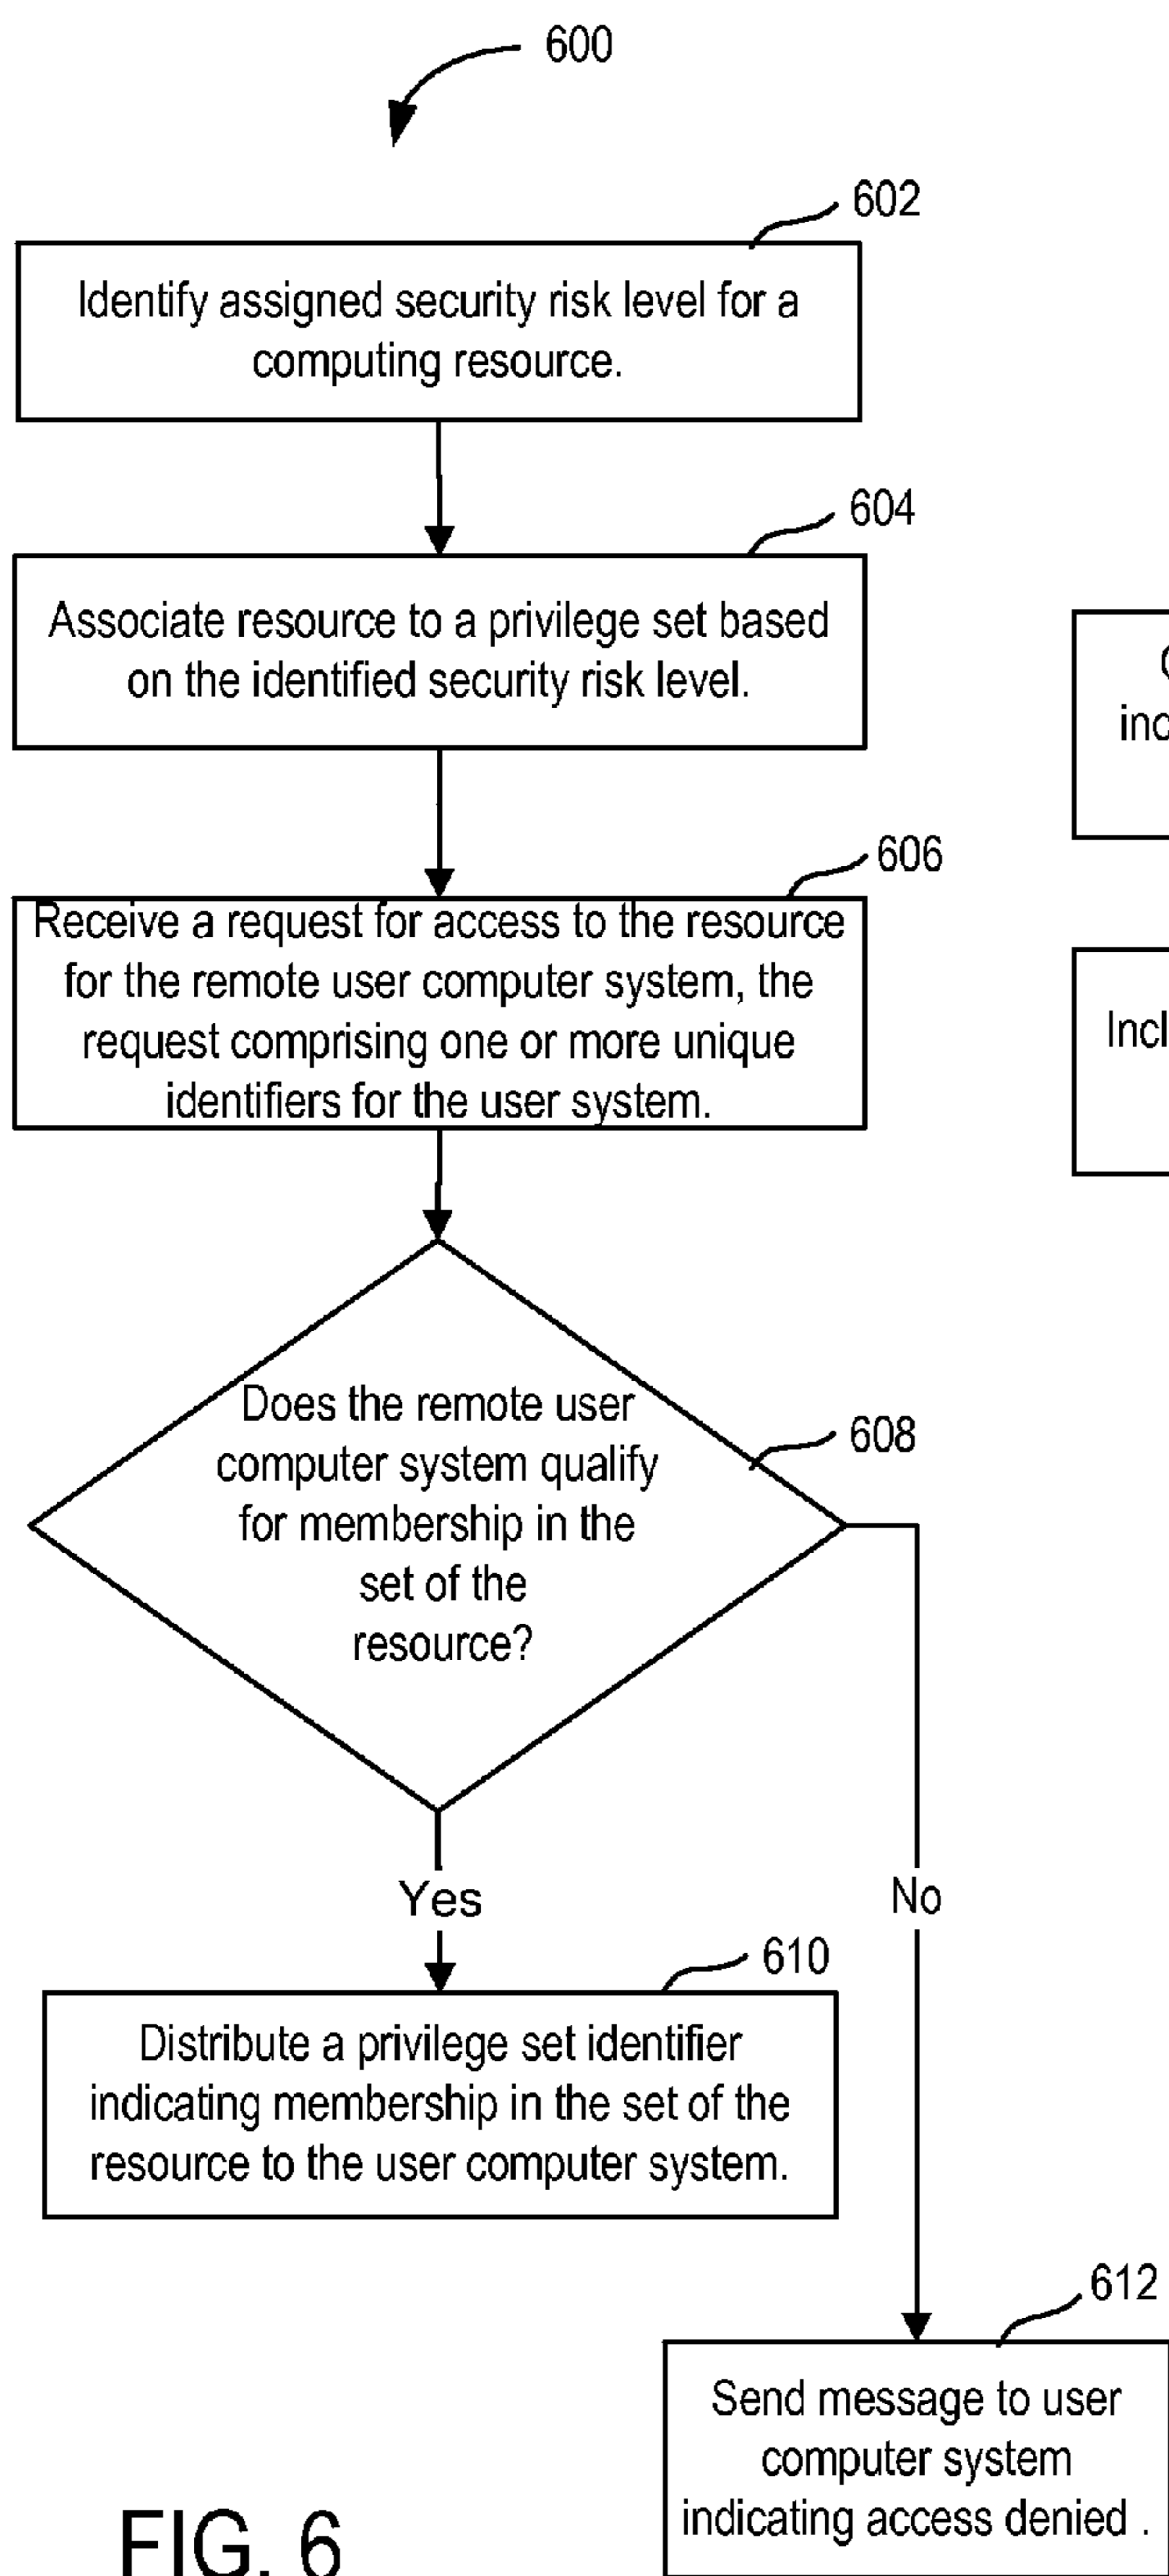 600
602
Identify assigned security risk level for a
computing resource.
604
Associate resource to a privilege set based
on the identified security risk level.
606
Receive a request for access to the resource
for the remote user computer system, the
request comprising one or more unique
identifiers for the user system.
608
Does the remote user
computer system qualify
for membership in the
set of the
resource?
Yes
No
610
Distribute a privilege set identifier
indicating membership in the set of the
resource to the user computer system.
612
Send message to user
computer system
indicating access denied .
FIG. 6